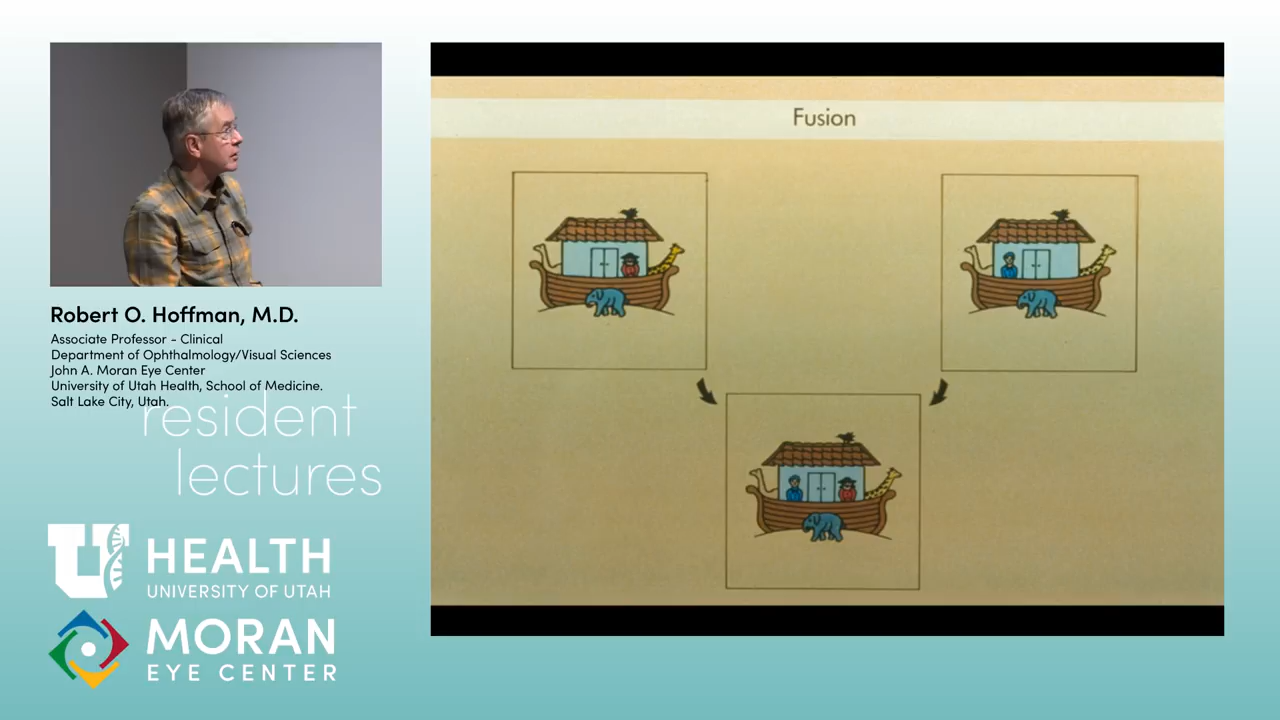 Fusion
Robert O. Hoffman, M.D.
Associate Professor - Clinical
Department of Ophthalmology/Visual Sciences
John A. Moran Eye Center
University of Utah Health, School of Medicine.
Salt Lake City, Utah.
resident
lectures
U HEALTH
UNIVERSITY OF UTAH
MORAN
EYE CENTER